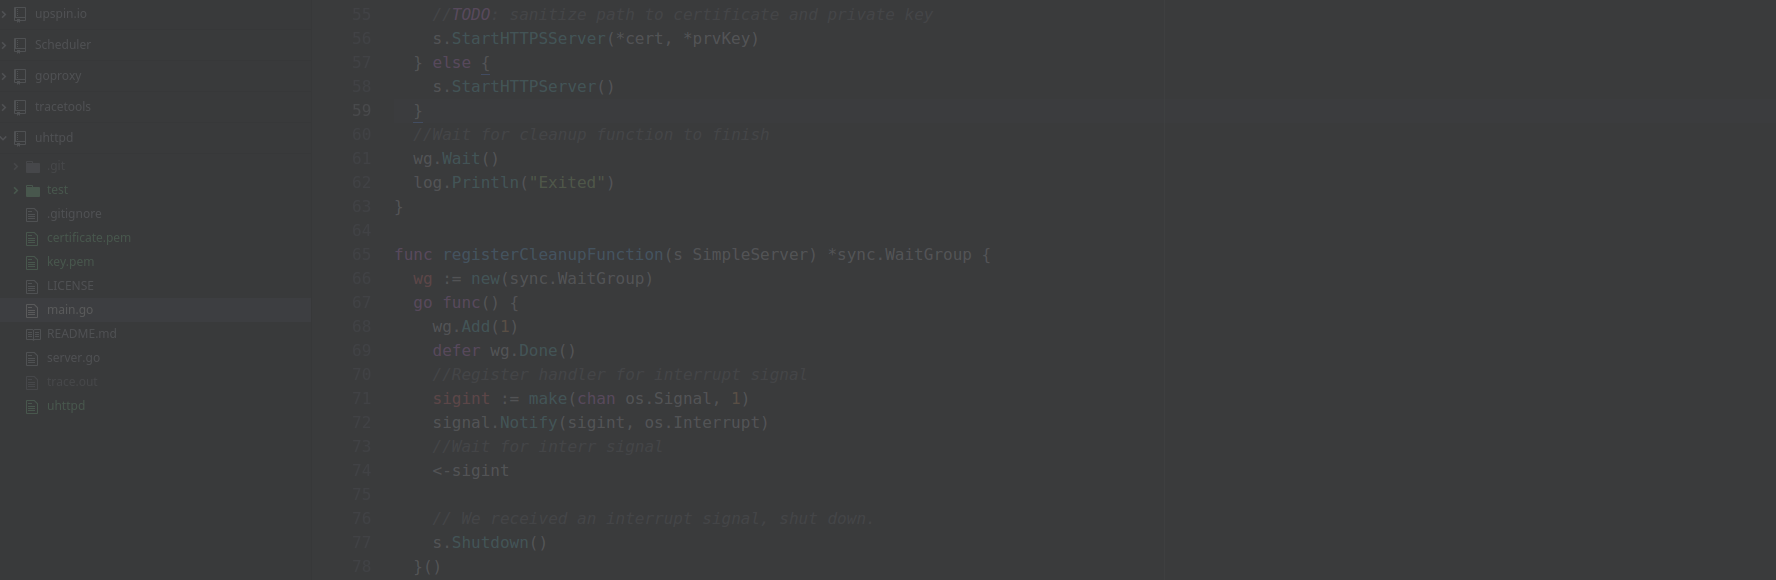 upspin.io
Scheduler
goproxy
tracetools
uhttpd
.git
test
.gitignore
certificate.pem
key.pem
LICENSE
main.go
README.md
server.go
trace.out
uhttpd
55 //TODO: sanitize path to certificate and private key
56 s.StartHTTPSServer(*cert, *prvKey)
57 } else {
58 s.StartHTTPServer()
59 }
60 //Wait for cleanup function to finish
61 wg.Wait()
62 log.Println("Exited")
63 }
64
65 func registerCleanupFunction(s SimpleServer) *sync.WaitGroup {
66 wg := new(sync.WaitGroup)
67 go func() {
68 wg.Add(1)
69 defer wg.Done()
70 //Register handler for interrupt signal
71 sigint := make(chan os.Signal, 1)
72 signal.Notify(sigint, os.Interrupt)
73 //Wait for interr signal
74 <-sigint
75
76 // We received an interrupt signal, shut down.
77 s.Shutdown()
78 }()